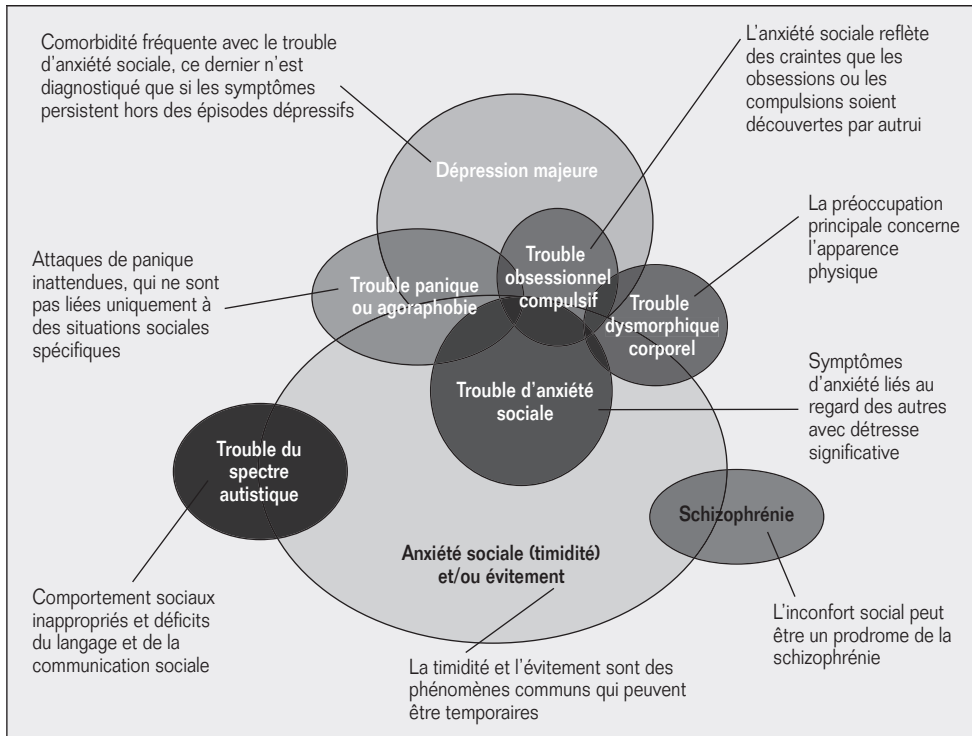 Comorbidité fréquente avec le trouble
d'anxiété sociale, ce dernier n'est
diagnostiqué que si les symptômes
persistent hors des épisodes dépressifs
L'anxiété sociale reflète
des craintes que les
obsessions ou les
compulsions soient
découvertes par autrui
Dépression majeure
La préoccupation
principale concerne
l'apparence
physique
Attaques de panique
inattendues, qui ne sont
pas liées uniquement à
des situations sociales
spécifiques
Trouble panique
ou agoraphobie
Trouble
obsessionnel
compulsif
Trouble
dysmorphique
corporel
Trouble d'anxiété
sociale
Symptômes
d'anxiété liés au
regard des autres
avec détresse
significative
Trouble du
spectre
autistique
Schizophrénie
Anxiété sociale (timidité)
et/ou évitement
Comportement sociaux
inappropriés et déficits
du langage et de la
communication sociale
La timidité et l'évitement sont des
phénomènes communs qui peuvent
être temporaires
L'inconfort social peut
être un prodrome de la
schizophrénie